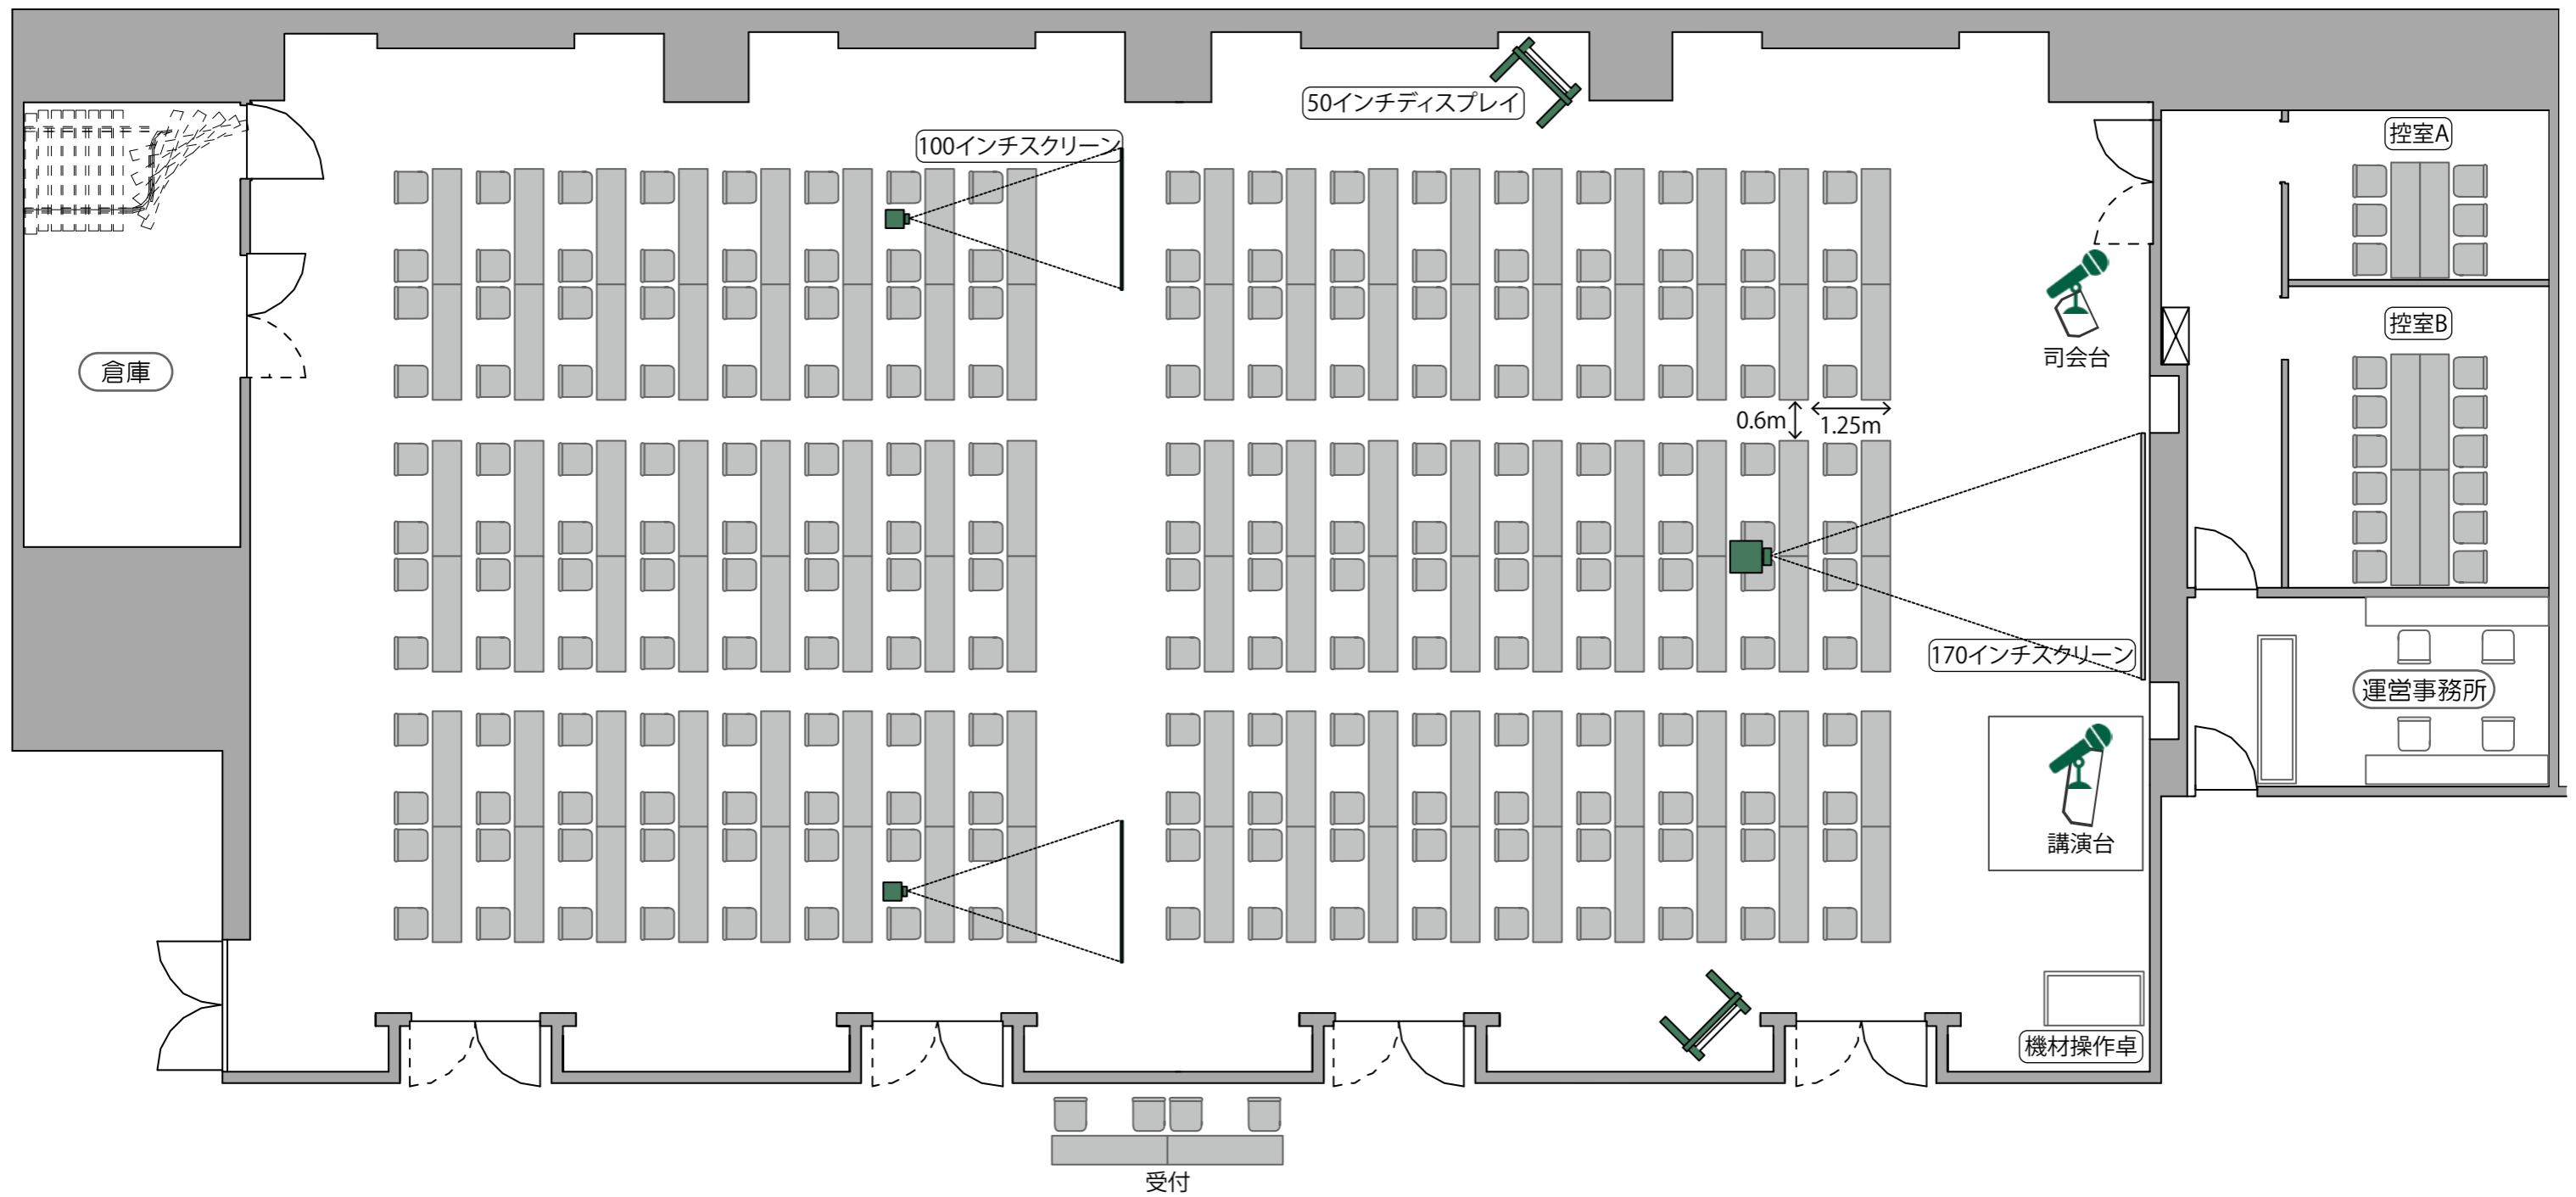 50インチディスプレイ
100インチスクリーン
控室A
控室B
倉庫
司会台
0.6m
1.25m
170インチスクリーン
運営事務所
講演台
機材操作卓
受付